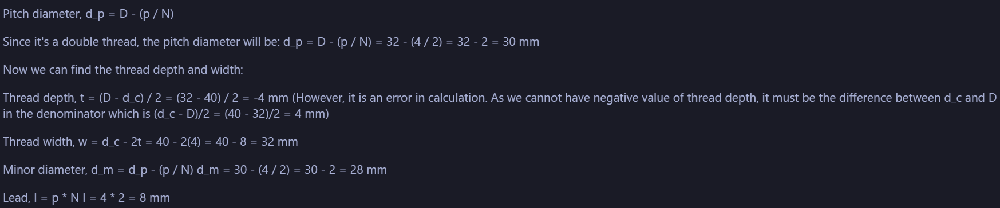 Pitch diameter, d_p = D - (p / N)
Since it's a double thread, the pitch diameter will be: d_p = D - (p / N) = 32 - (4 / 2) = 32 - 2 = 30 mm
Now we can find the thread depth and width:
Thread depth, t = (D - d_c) / 2 = (32 - 40) / 2 = -4 mm (However, it is an error in calculation. As we cannot have negative value of thread depth, it must be the difference between d_c and D
in the denominator which is (d_c - D)/2 = (40 - 32)/2 = 4 mm)
Thread width, w = d_c - 2t = 40 - 2(4) = 40 - 8 = 32 mm
Minor diameter, d_m = d_p - (p / N) d_m = 30 - (4 / 2) = 30 - 2 = 28 mm
Lead, l = p * N l = 4 * 2 = 8 mm